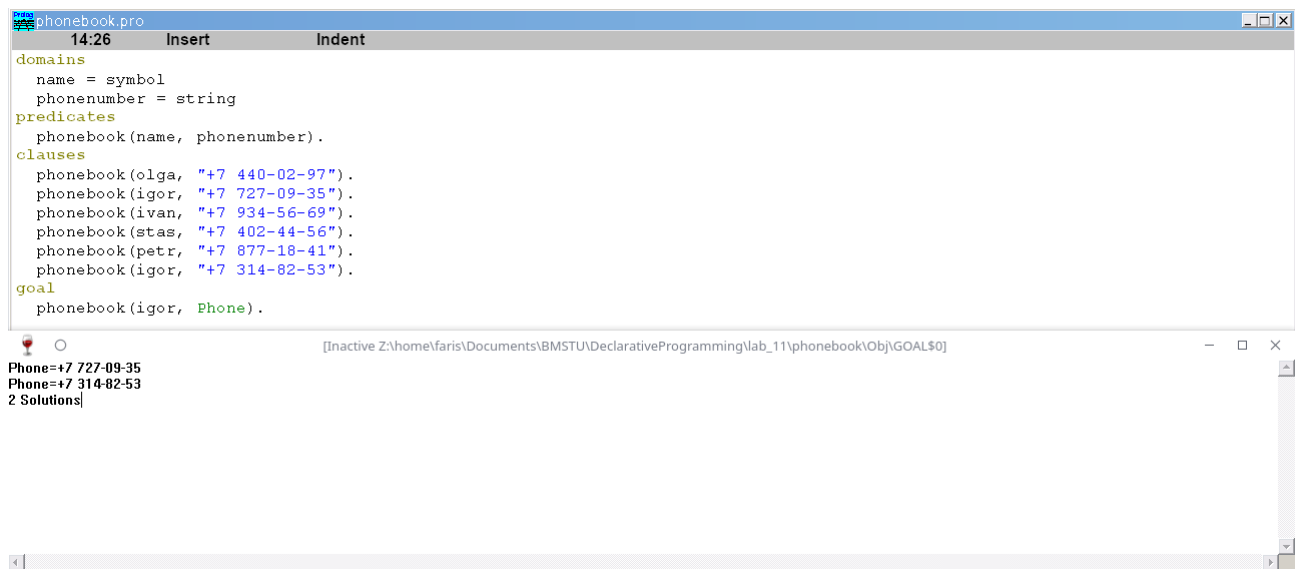 phonebook.pro
14:26 Insert Indent
domains
  name = symbol
  phonenumber = string
predicates
  phonebook(name, phonenumber).
clauses
  phonebook(olga, "+7 440-02-97").
  phonebook(igor, "+7 727-09-35").
  phonebook(ivan, "+7 934-56-69").
  phonebook(stas, "+7 402-44-56").
  phonebook(petr, "+7 877-18-41").
  phonebook(igor, "+7 314-82-53").
goal
  phonebook(igor, Phone).
[Inactive Z:\home\faris\Documents\BMSTU\DeclarativeProgramming\lab_11\phonebook\Obj\GOAL$0]
Phone=+7 727-09-35
Phone=+7 314-82-53
2 Solutions